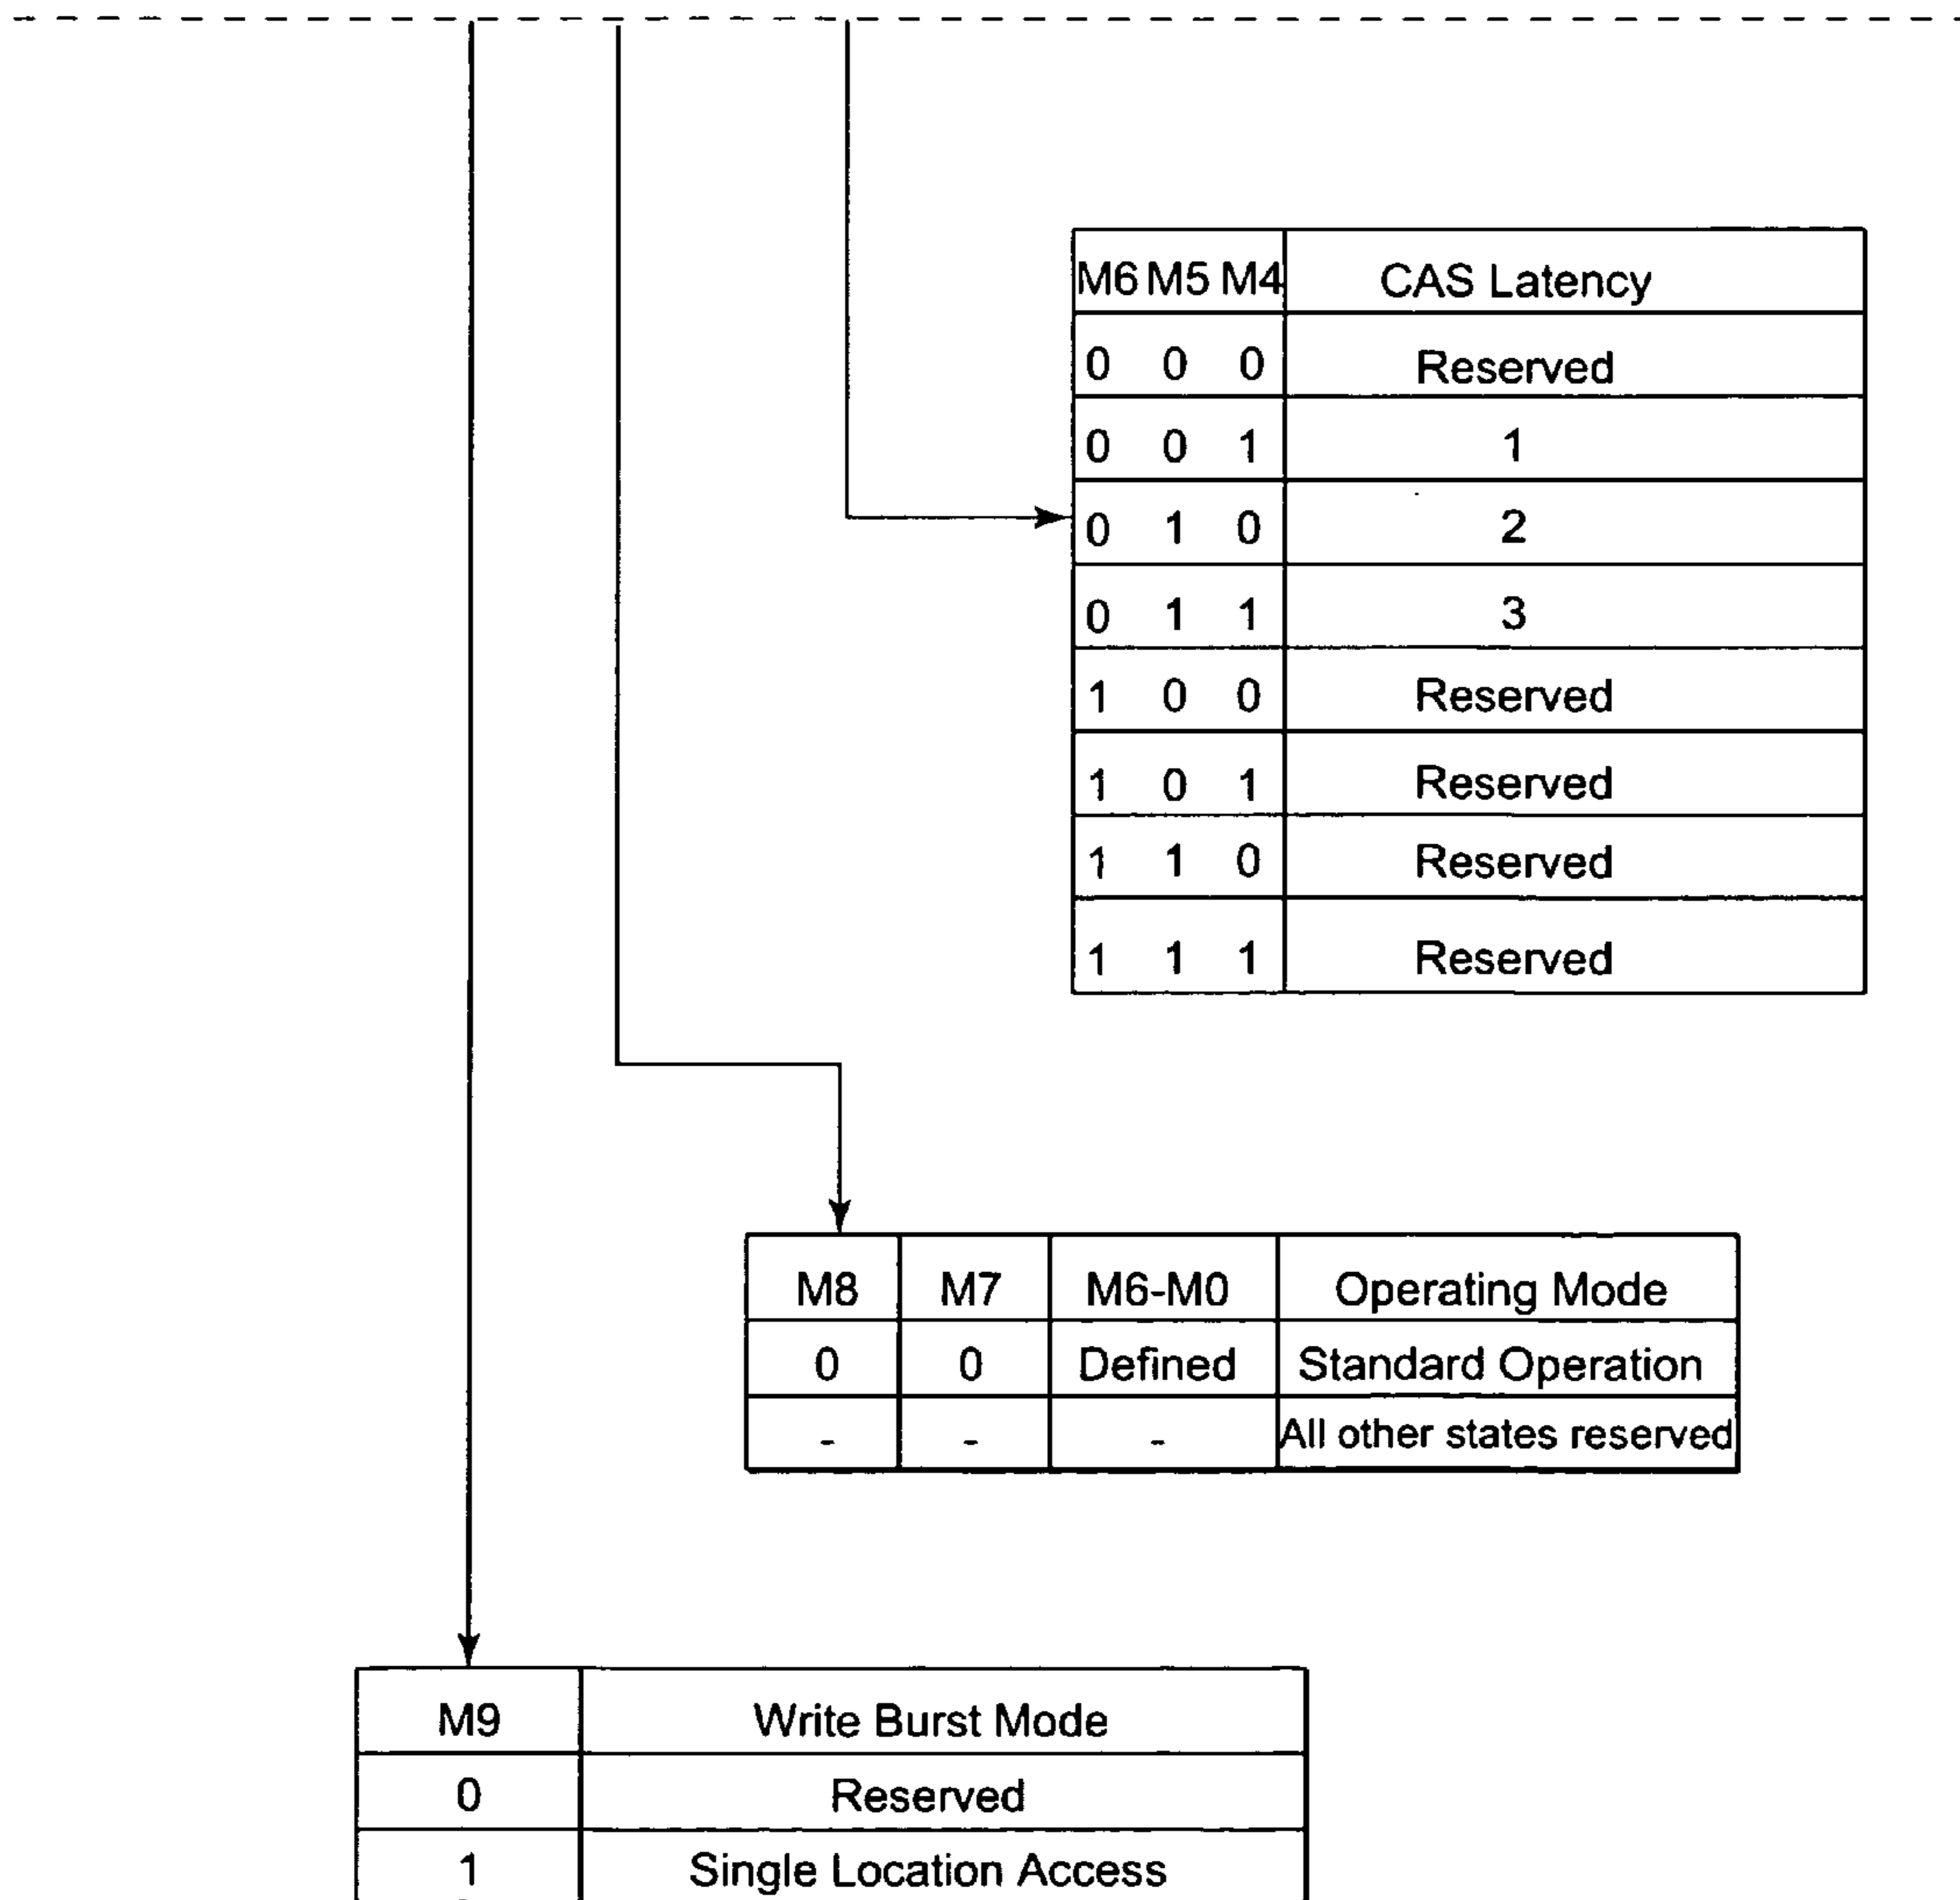 M6 M5 M4 CAS Latency
0 0 0 Reserved
0 0 1 1
0 1 0 2
0 1 1 3
1 0 0 Reserved
1 0 1 Reserved
1 1 0 Reserved
1 1 1 Reserved
M8 M7 M6-M0 Operating Mode
0 0 Defined Standard Operation
- - - All other states reserved
M9 Write Burst Mode
0 Reserved
1 Single Location Access